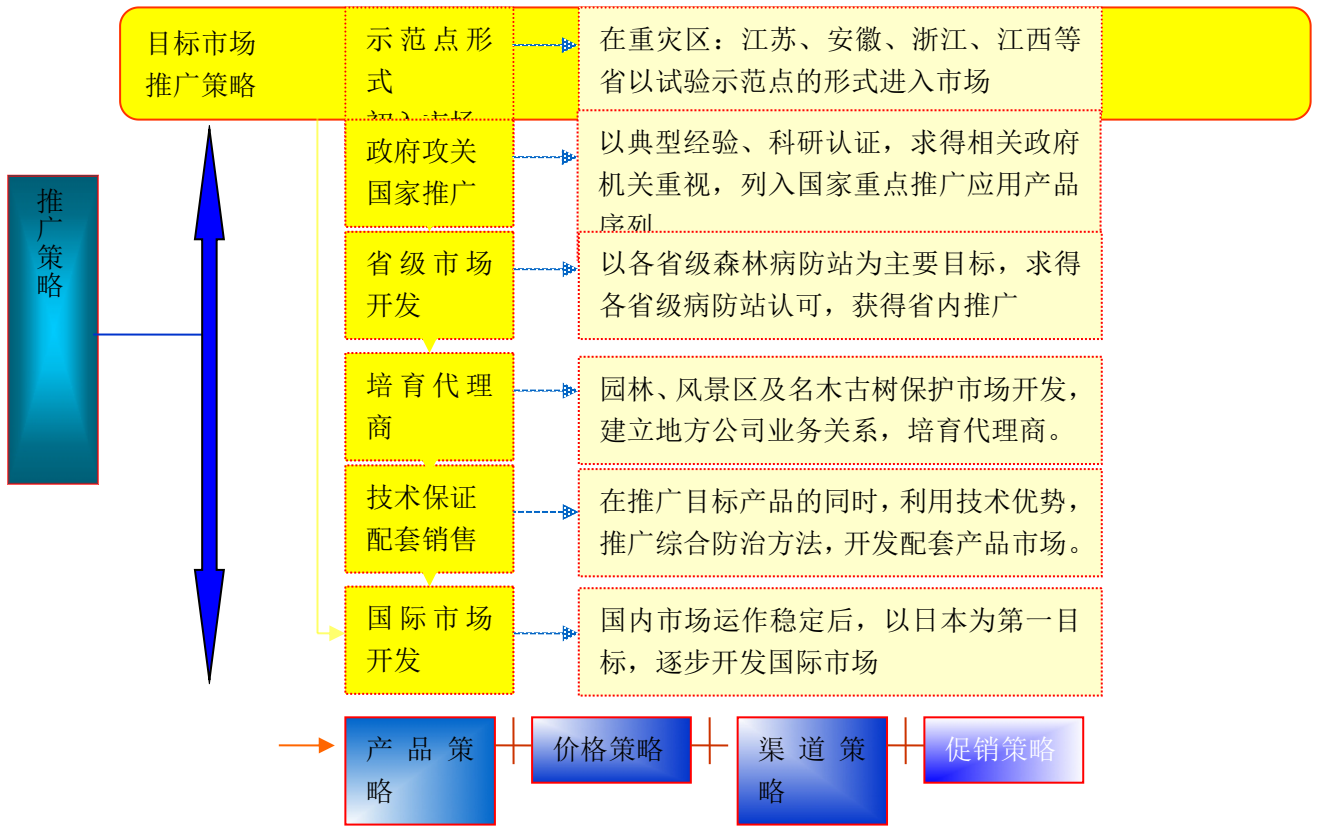 目标市场
推广策略
示范点形
式
在重灾区：江苏、安徽、浙江、江西等
省以试验示范点的形式进入市场
政府攻关
国家推广
以典型经验、科研认证，求得相关政府
机关重视，列入国家重点推广应用产品
序列
推广策略
省级市场
开发
以各省级森林病防站为主要目标，求得
各省级病防站认可，获得省内推广
培育代理
商
园林、风景区及名木古树保护市场开发，
建立地方公司业务关系，培育代理商。
技术保证
配套销售
在推广目标产品的同时，利用技术优势，
推广综合防治方法，开发配套产品市场。
国际市场
开发
国内市场运作稳定后，以日本为第一目
标，逐步开发国际市场
产品策
略
价格策略
渠道策
略
促销策略